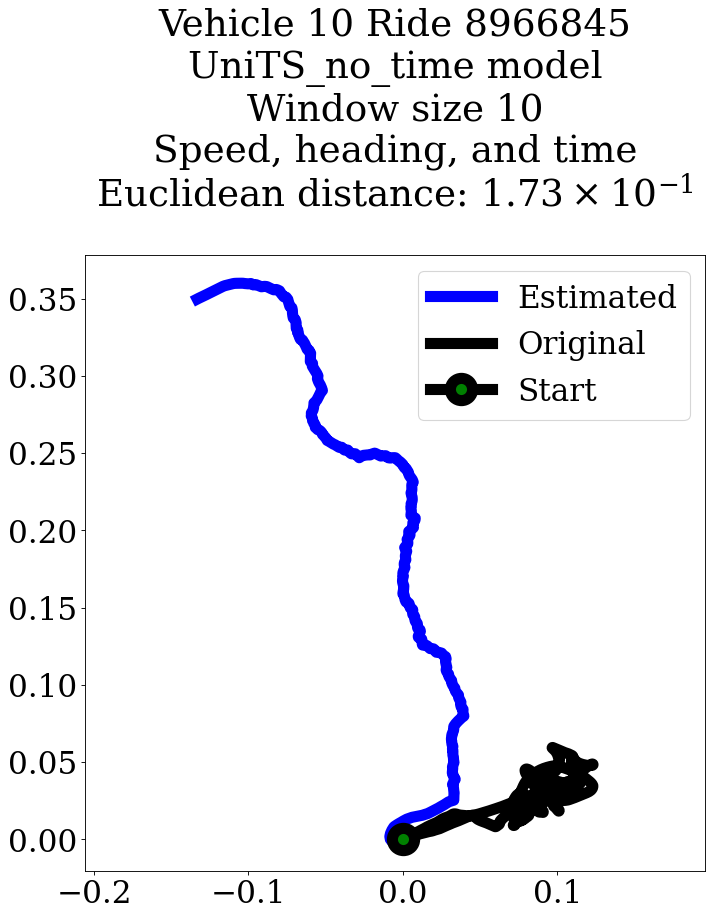 Vehicle 10 Ride 8966845
UniTS_no_time model
Window size 10
Speed, heading, and time
Euclidean distance: 1.73 × 10⁻¹
Estimated
Original
Start
0.35
0.30
0.25
0.20
0.15
0.10
0.05
0.00
−0.2 −0.1 0.0 0.1